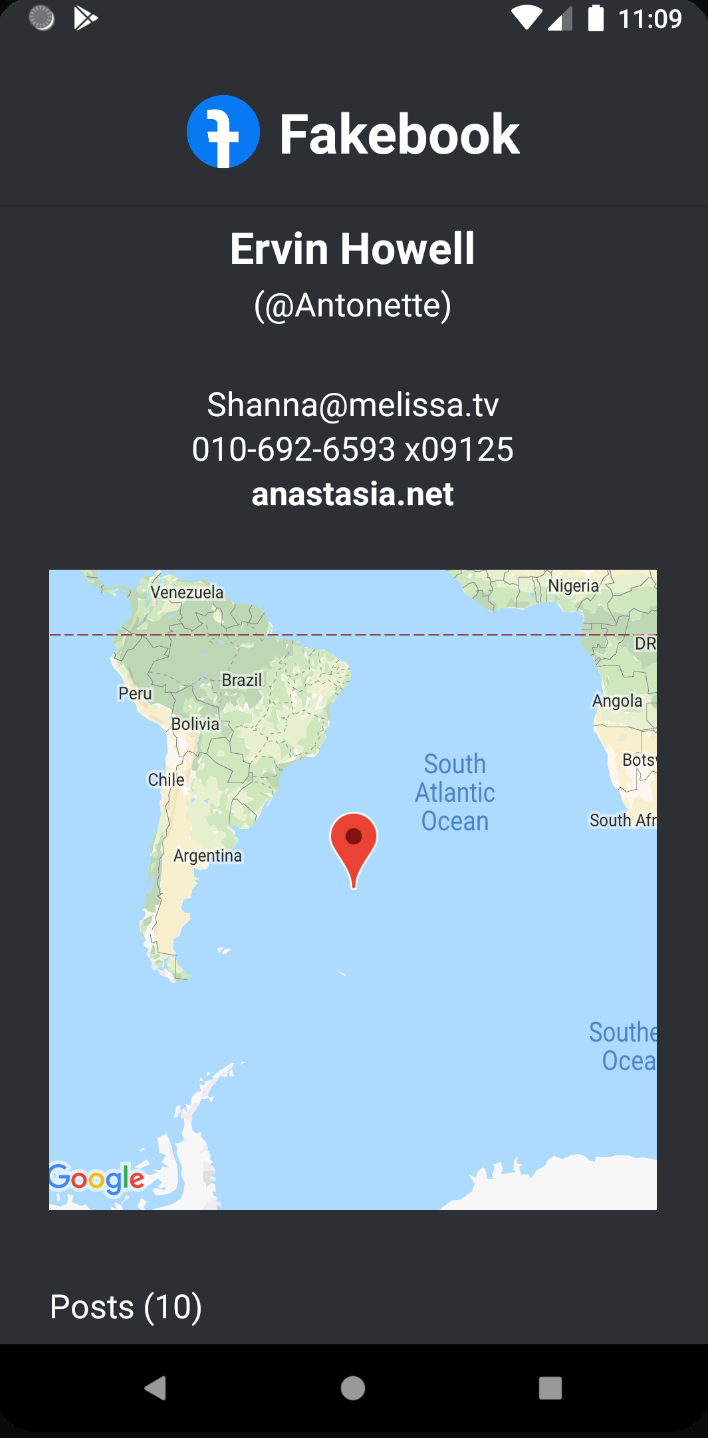 11:09
Fakebook
Ervin Howell
(@Antonette)
Shanna@melissa.tv
010-692-6593 x09125
anastasia.net
Venezuela
Nigeria
DR
Brazil
Peru
Angola
Bolivia
Chile
South
Atlantic
Ocean
Bots
South Afr
Argentina
Southe
Ocea
Google
Posts (10)